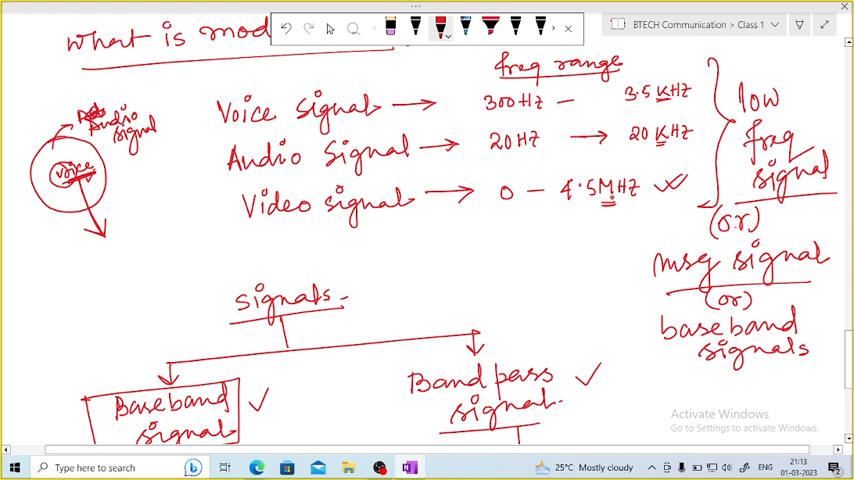 BTECH Communication > Class 1
What is mod
freq range
Voice signal → 300 Hz – 3.5 KHz
Audio signal → 20 Hz → 20 KHz
Video signal → 0 – 4.5 MHz
Audio
signal
voice
low
freq
signal
(or)
msg signal
(or)
baseband
signals
signals
Baseband
signal
Band pass
signal
Activate Windows
Go to Settings to activate Windows.
Type here to search
25°C Mostly cloudy
ENG
21:13
01-03-2023
2